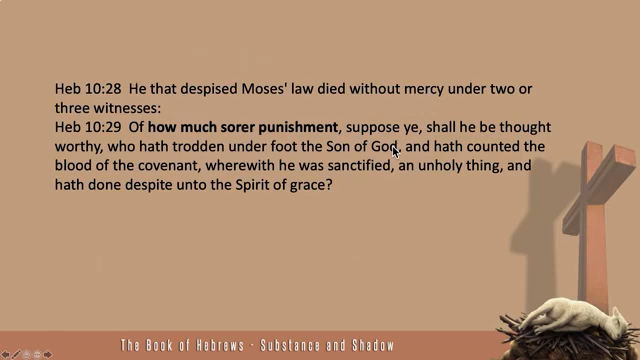 Heb 10:28  He that despised Moses' law died without mercy under two or
three witnesses:
Heb 10:29  Of how much sorer punishment, suppose ye, shall he be thought
worthy, who hath trodden under foot the Son of God, and hath counted the
blood of the covenant, wherewith he was sanctified, an unholy thing, and
hath done despite unto the Spirit of grace?
The Book of Hebrews - Substance and Shadow